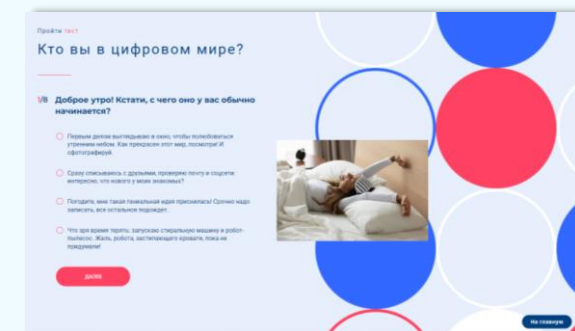 Пройти тест
Кто вы в цифровом мире?
1/8 Доброе утро! Кстати, с чего оно у вас обычно
начинается?
Первым делом выглядываю в окно, чтобы полюбоваться
утренним небом. Как прекрасен этот мир, посмотри! И
сфотографируй.
Сразу списываюсь с друзьями, проверяю почту и соцсети:
интересно, что нового у моих знакомых?
Погодите, мне такая гениальная идея приснилась! Срочно надо
записать, все остальное подождет.
Что зря время терять: запускаю стиральную машину и робот-
пылесос. Жаль, робота, застилающего кровати, пока не
придумали!
ДАЛЕЕ
На главную